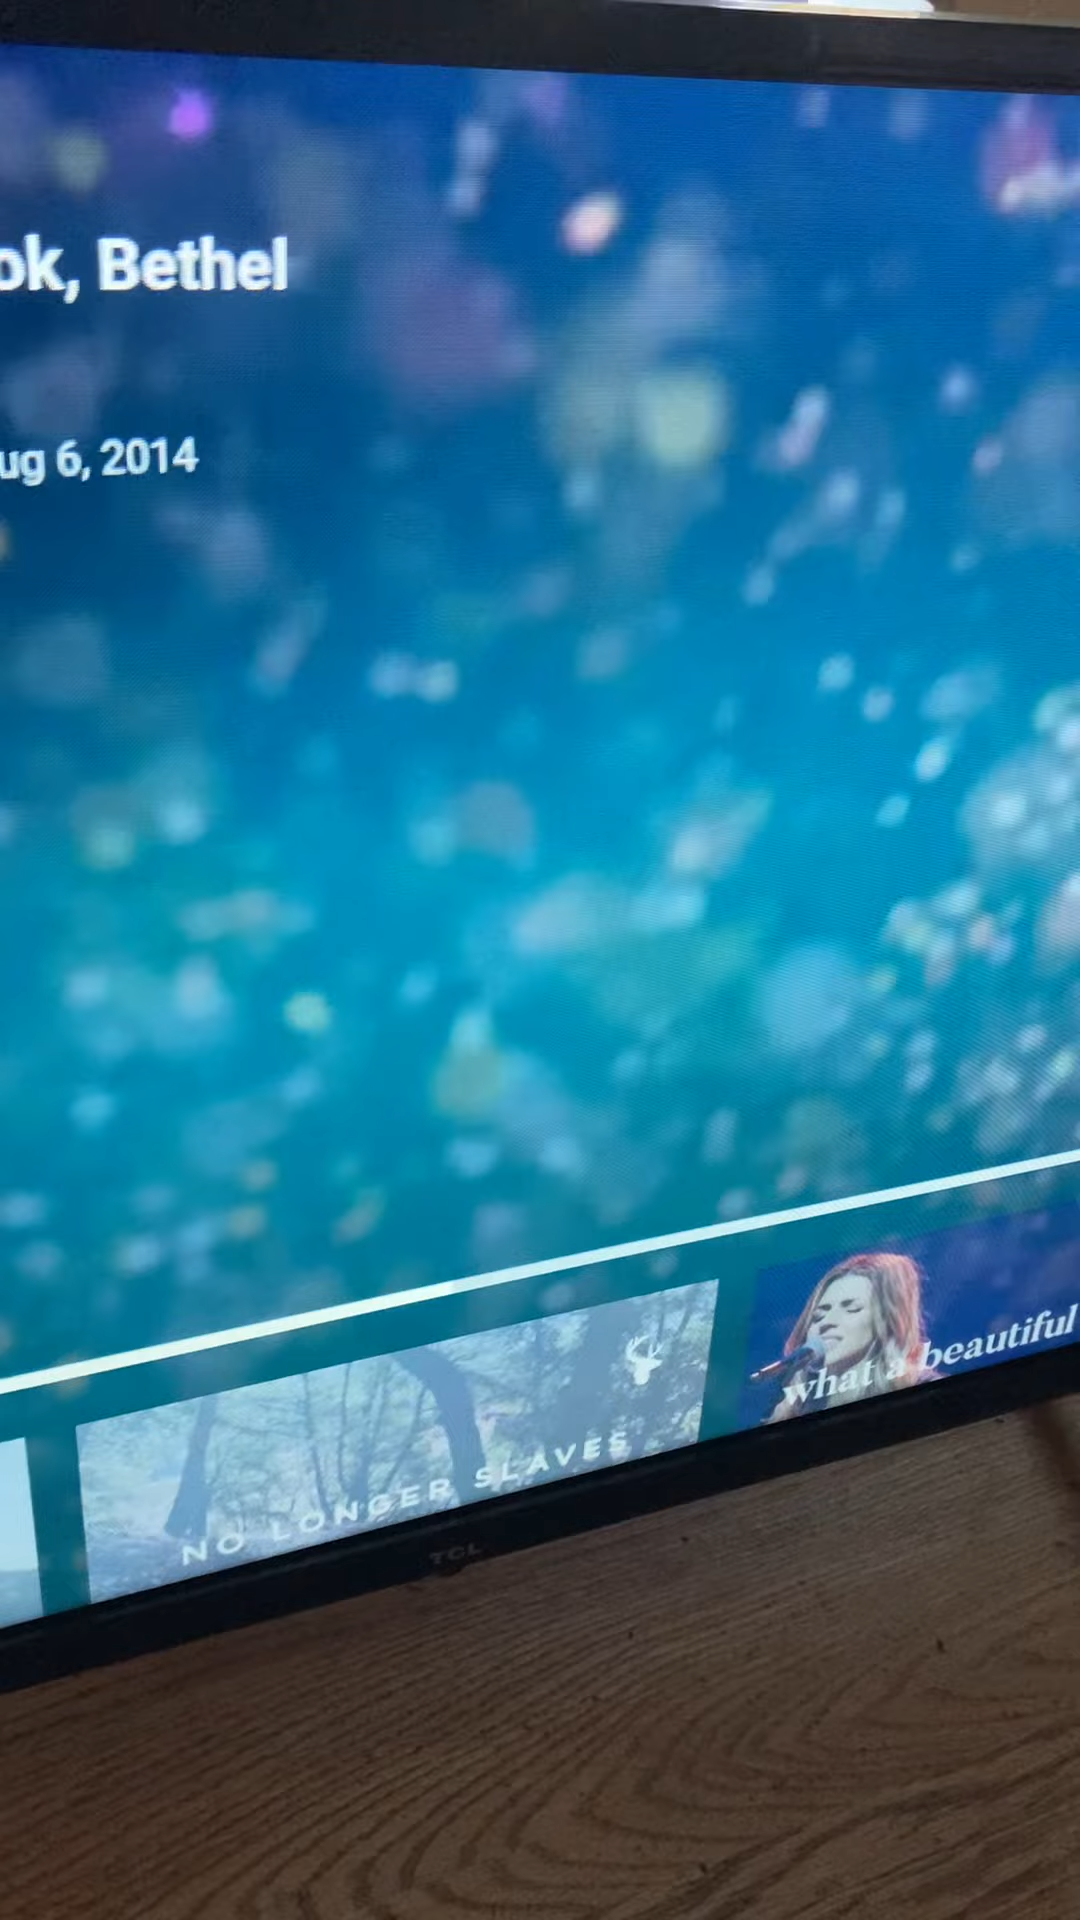 ok, Bethel
ug 6, 2014
what a beautiful
NO LONGER SLAVES
TCL